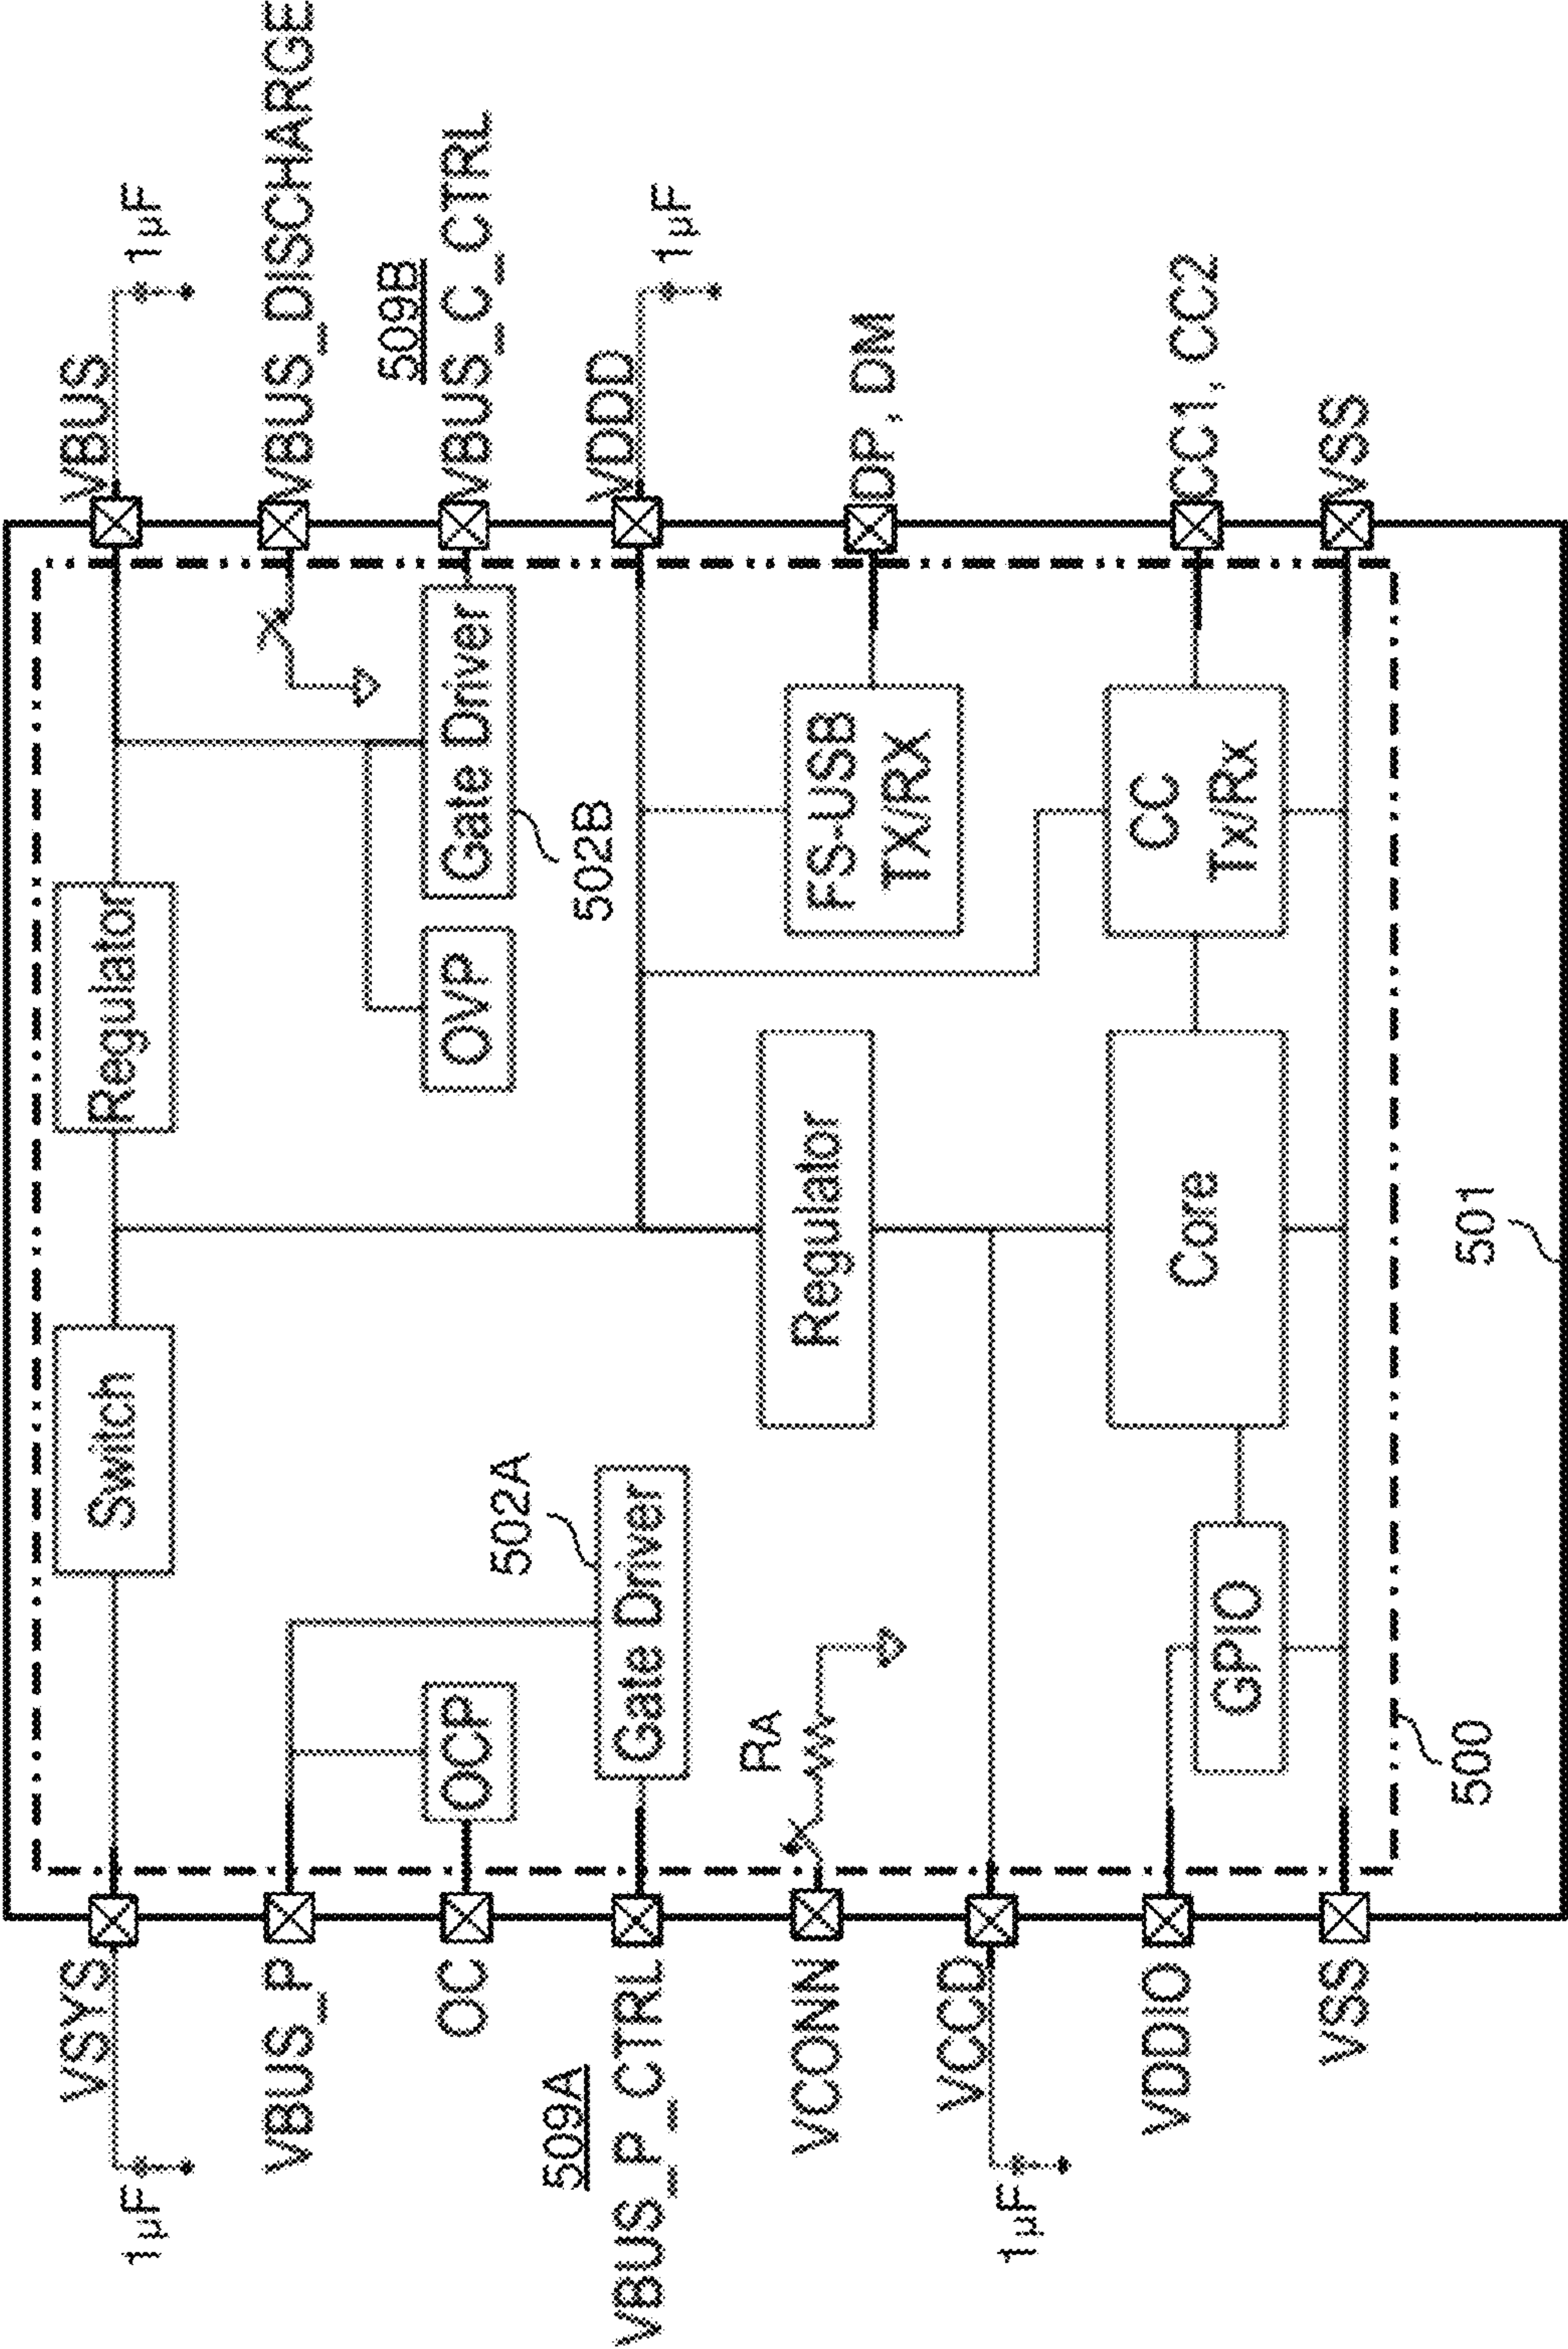 VSYS
1µF
VBUS_P
OC
509A
VBUS_P_CTRL
VCONN
VCCD
1µF
VDDIO
VSS
Switch
Regulator
OCP
502A
Gate Driver
RA
OVP
Gate Driver
502B
Regulator
FS-USB
TX/RX
GPIO
Core
CC
Tx/Rx
500
501
VBUS
1µF
VBUS_DISCHARGE
509B
VBUS_C_CTRL
VDDD
1µF
DP, DM
CC1, CC2
VSS